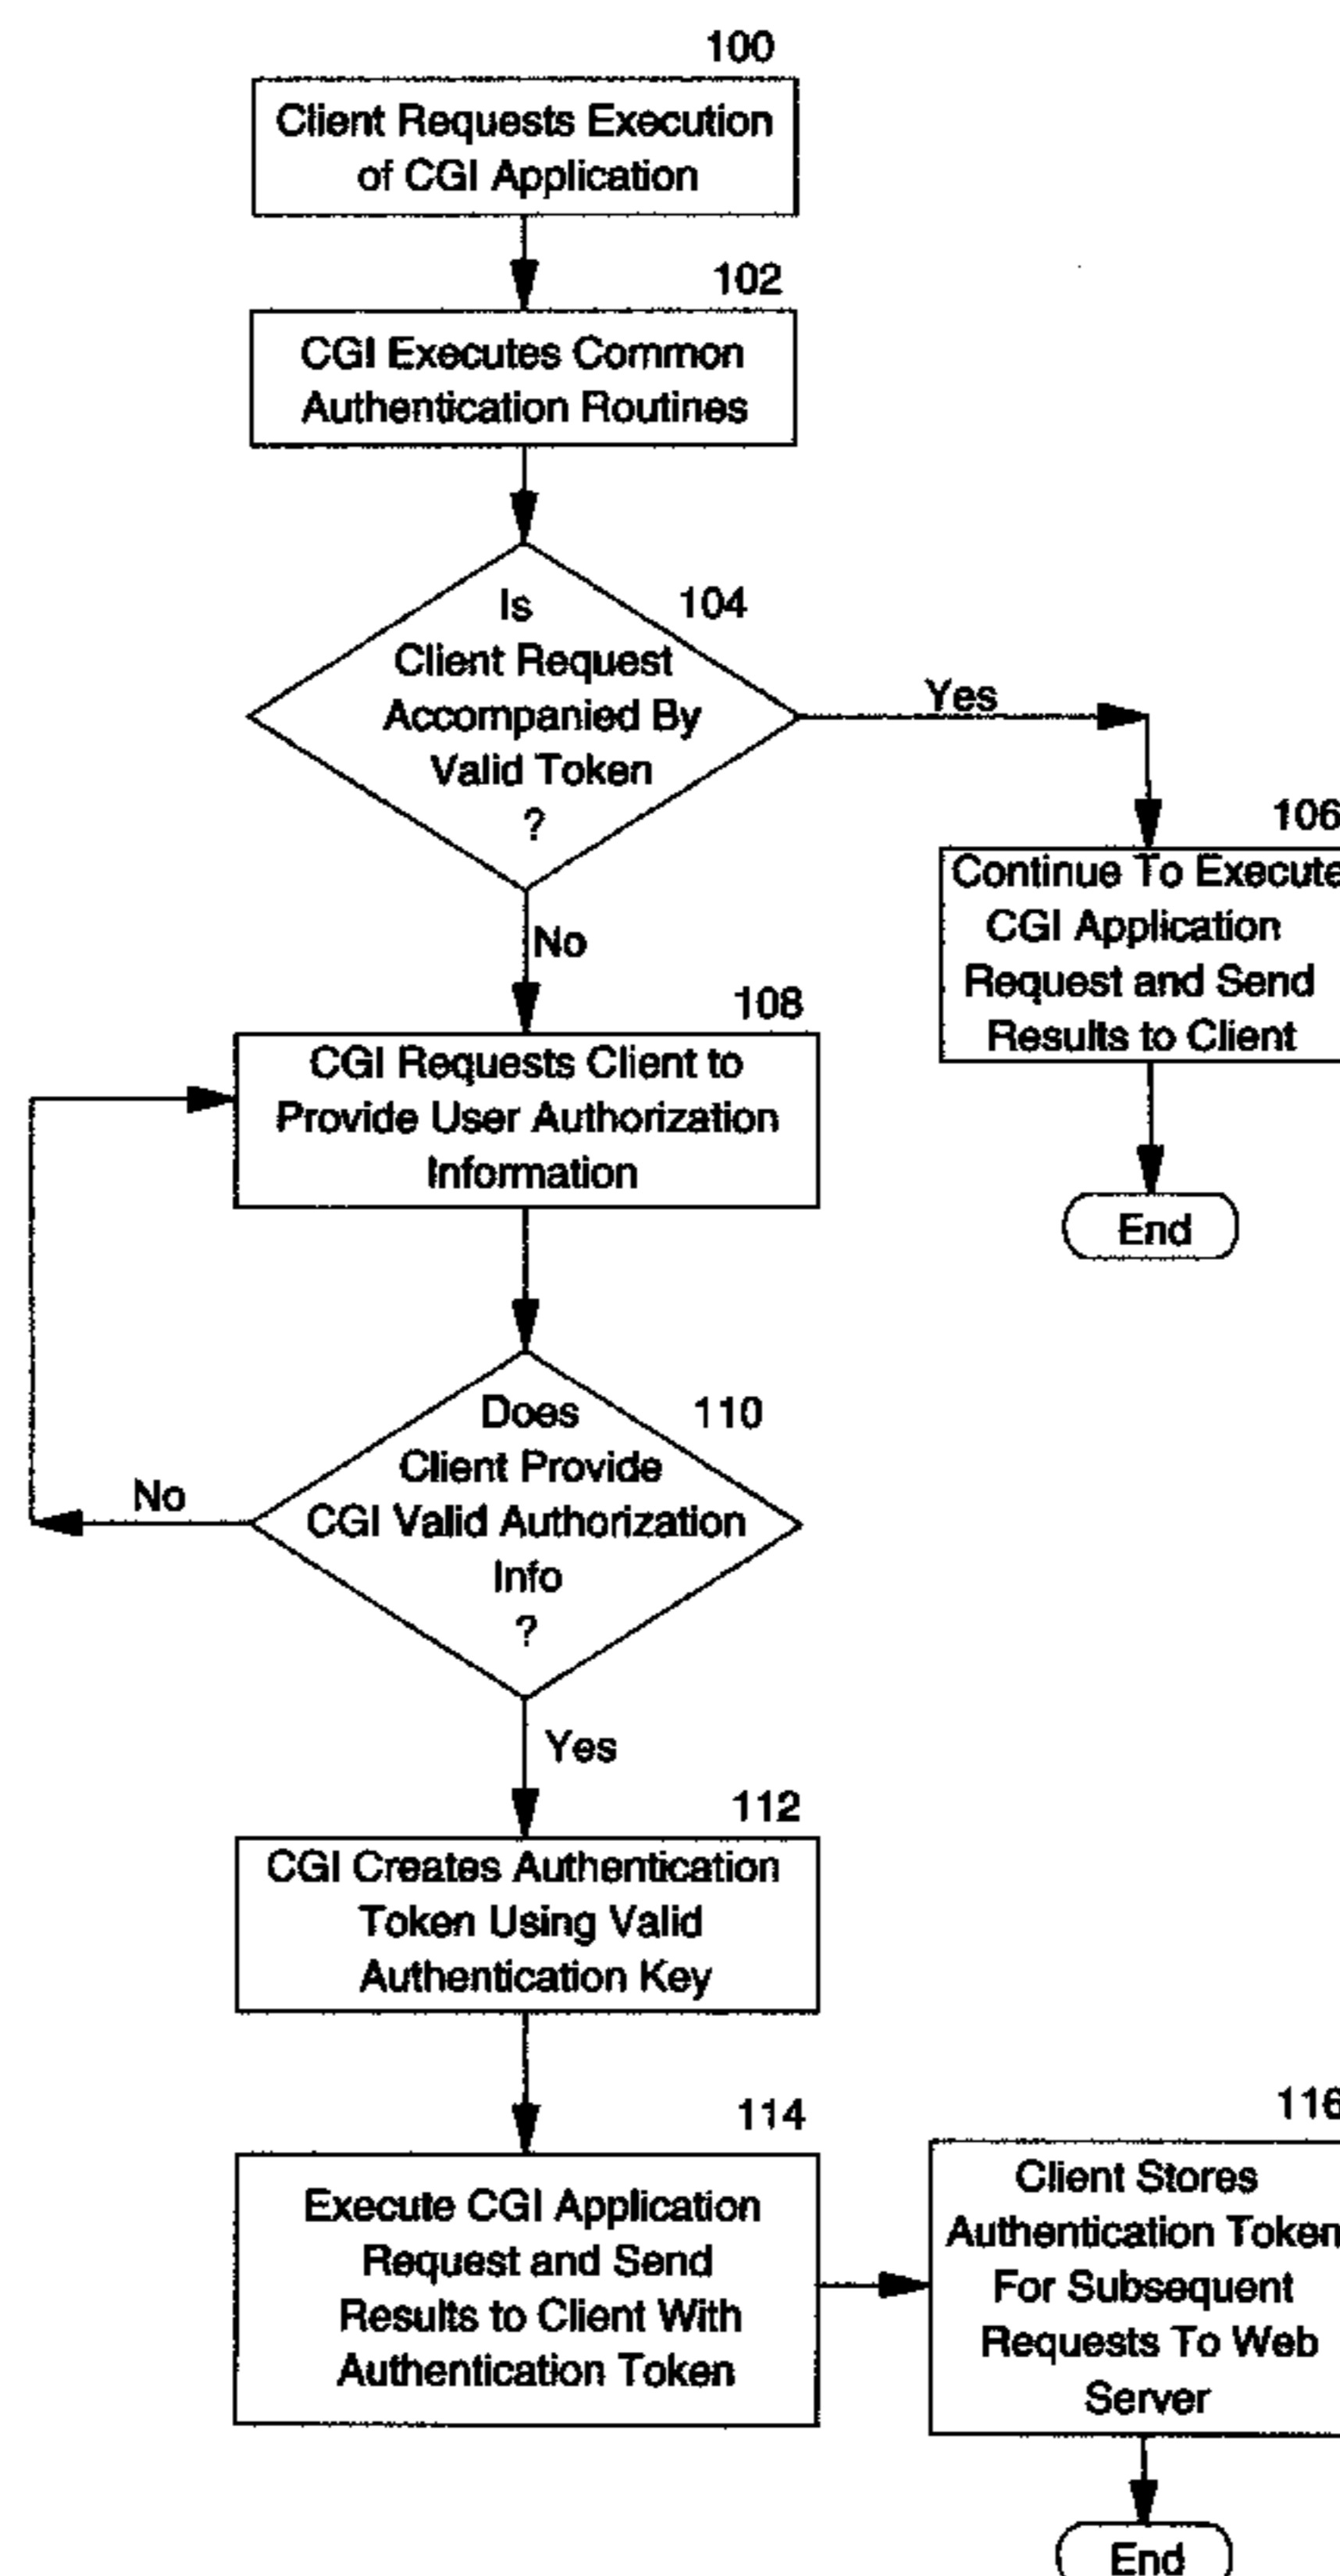 100
Client Requests Execution
of CGI Application
102
CGI Executes Common
Authentication Routines
104
Is
Client Request
Accompanied By
Valid Token
?
Yes
106
Continue To Execute
CGI Application
Request and Send
Results to Client
End
No
108
CGI Requests Client to
Provide User Authorization
Information
110
Does
Client Provide
CGI Valid Authorization
Info
?
No
Yes
112
CGI Creates Authentication
Token Using Valid
Authentication Key
114
Execute CGI Application
Request and Send
Results to Client With
Authentication Token
116
Client Stores
Authentication Token
For Subsequent
Requests To Web
Server
End